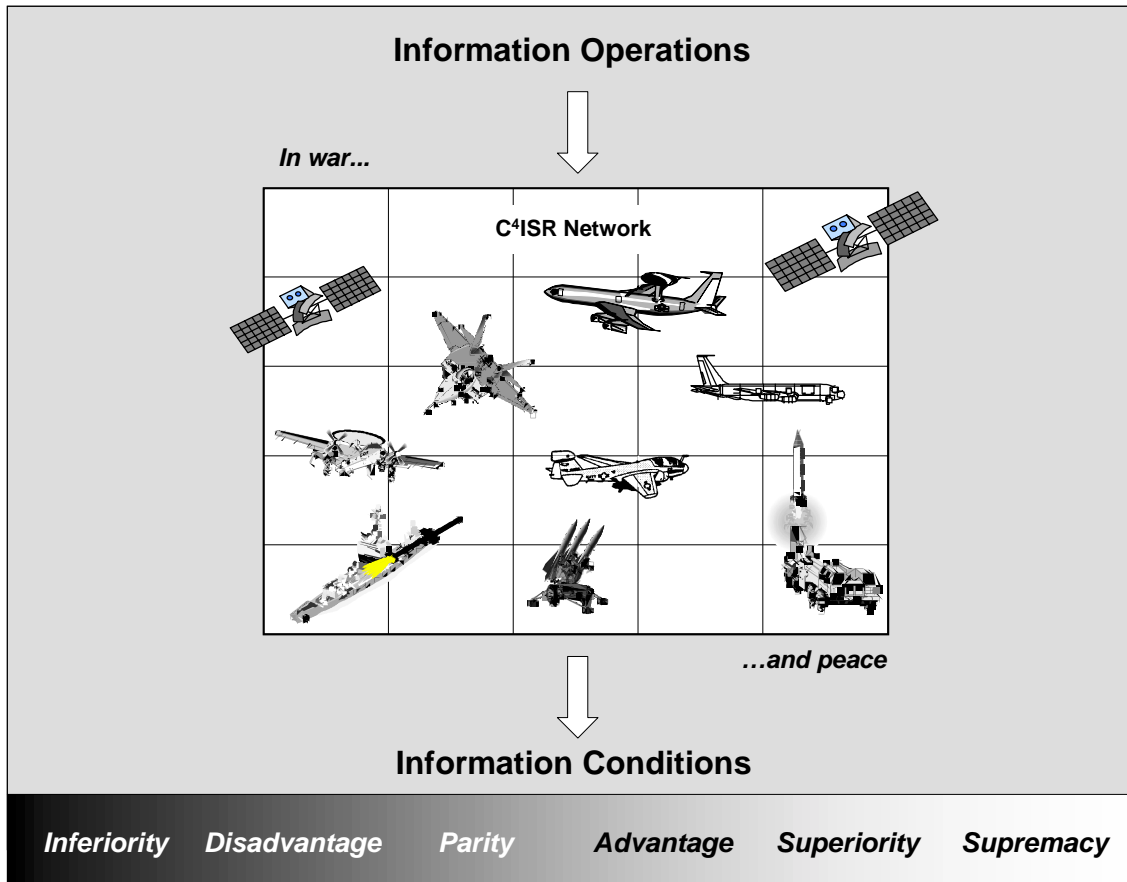 Information Operations
In war...
C⁴ISR Network
…and peace
Information Conditions
Inferiority Disadvantage Parity Advantage Superiority Supremacy